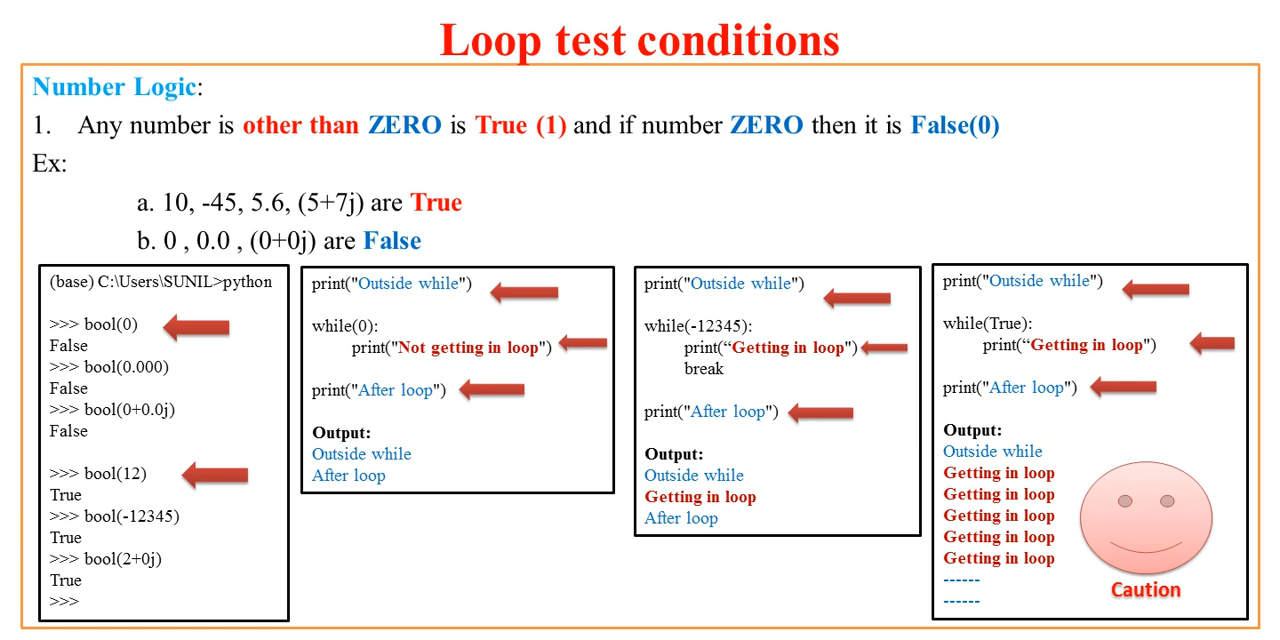 Loop test conditions
Number Logic:
1. Any number is other than ZERO is True (1) and if number ZERO then it is False(0)
Ex:
a. 10, -45, 5.6, (5+7j) are True
b. 0 , 0.0 , (0+0j) are False
(base) C:\Users\SUNIL>python
>>> bool(0)
False
>>> bool(0.000)
False
>>> bool(0+0.0j)
False
>>> bool(12)
True
>>> bool(-12345)
True
>>> bool(2+0j)
True
>>>
print("Outside while")
while(0):
print("Not getting in loop")
print("After loop")
Output:
Outside while
After loop
print("Outside while")
while(-12345):
print(“Getting in loop")
break
print("After loop")
Output:
Outside while
Getting in loop
After loop
print("Outside while")
while(True):
print(“Getting in loop")
print("After loop")
Output:
Outside while
Getting in loop
Getting in loop
Getting in loop
Getting in loop
Getting in loop
------
------
Caution